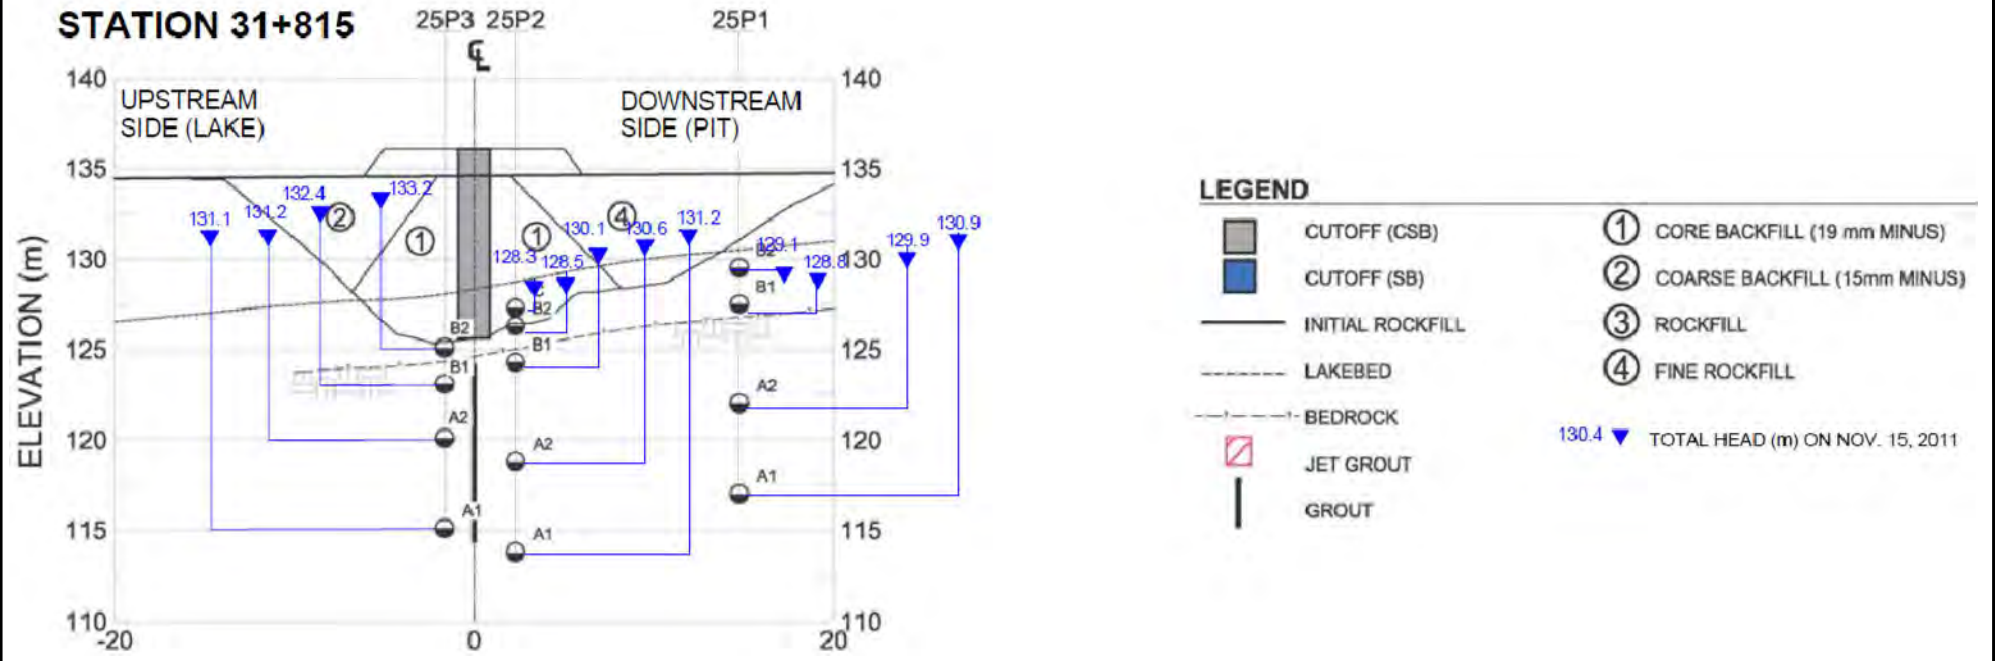 STATION 31+815
25P3 25P2 25P1
℄
140 140
UPSTREAM
SIDE (LAKE)
DOWNSTREAM
SIDE (PIT)
135 135
131.1 131.2 132.4 133.2
② ① ① ④
128.3 128.5 130.1 130.6 131.2 129.1 128.8 129.9 130.9
130 130
B2
B1
C
B2
B2
B1
125 125
B1
A2
A2
120 120
A2
A1
A1
115 115
A1
110 110
-20 0 20
ELEVATION (m)
LEGEND
CUTOFF (CSB)
CUTOFF (SB)
INITIAL ROCKFILL
LAKEBED
BEDROCK
JET GROUT
GROUT
① CORE BACKFILL (19 mm MINUS)
② COARSE BACKFILL (15mm MINUS)
③ ROCKFILL
④ FINE ROCKFILL
130.4 TOTAL HEAD (m) ON NOV. 15, 2011